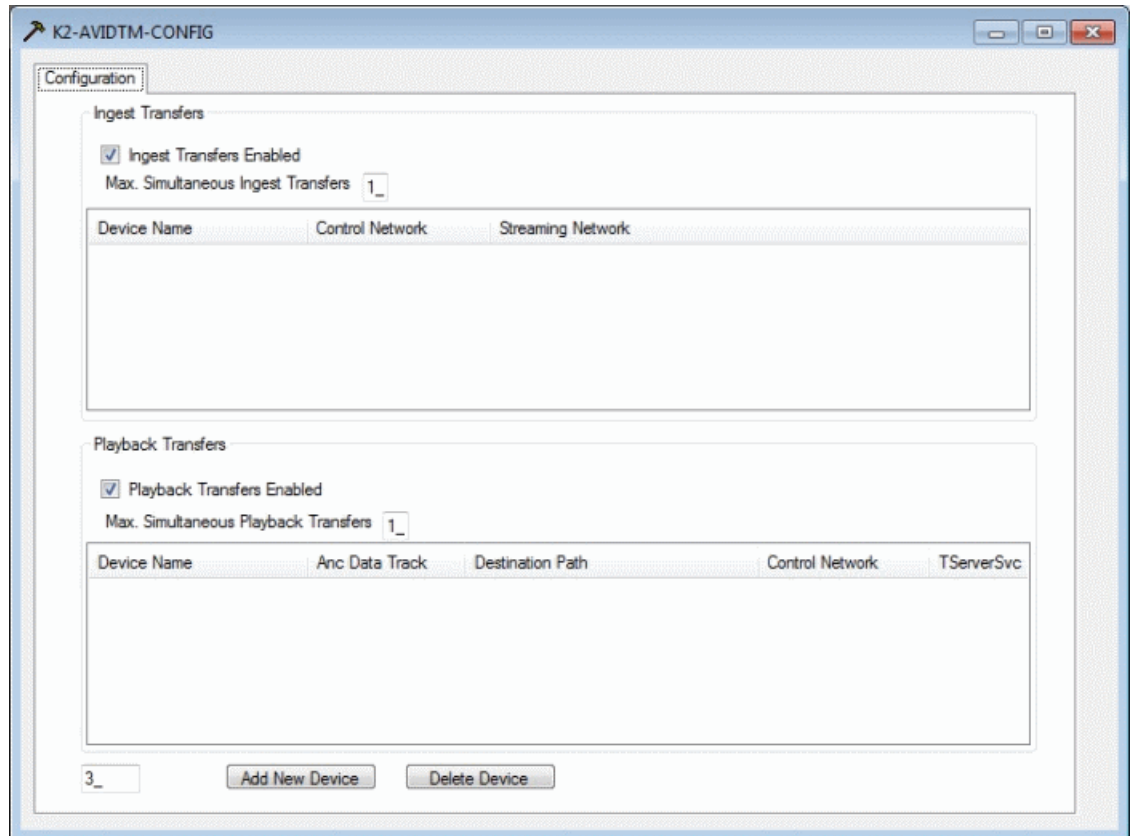 K2-AVIDTM-CONFIG
Configuration
Ingest Transfers
Ingest Transfers Enabled
Max. Simultaneous Ingest Transfers 1_
Device Name Control Network Streaming Network
Playback Transfers
Playback Transfers Enabled
Max. Simultaneous Playback Transfers 1_
Device Name Anc Data Track Destination Path Control Network TServerSvc
3_ Add New Device Delete Device